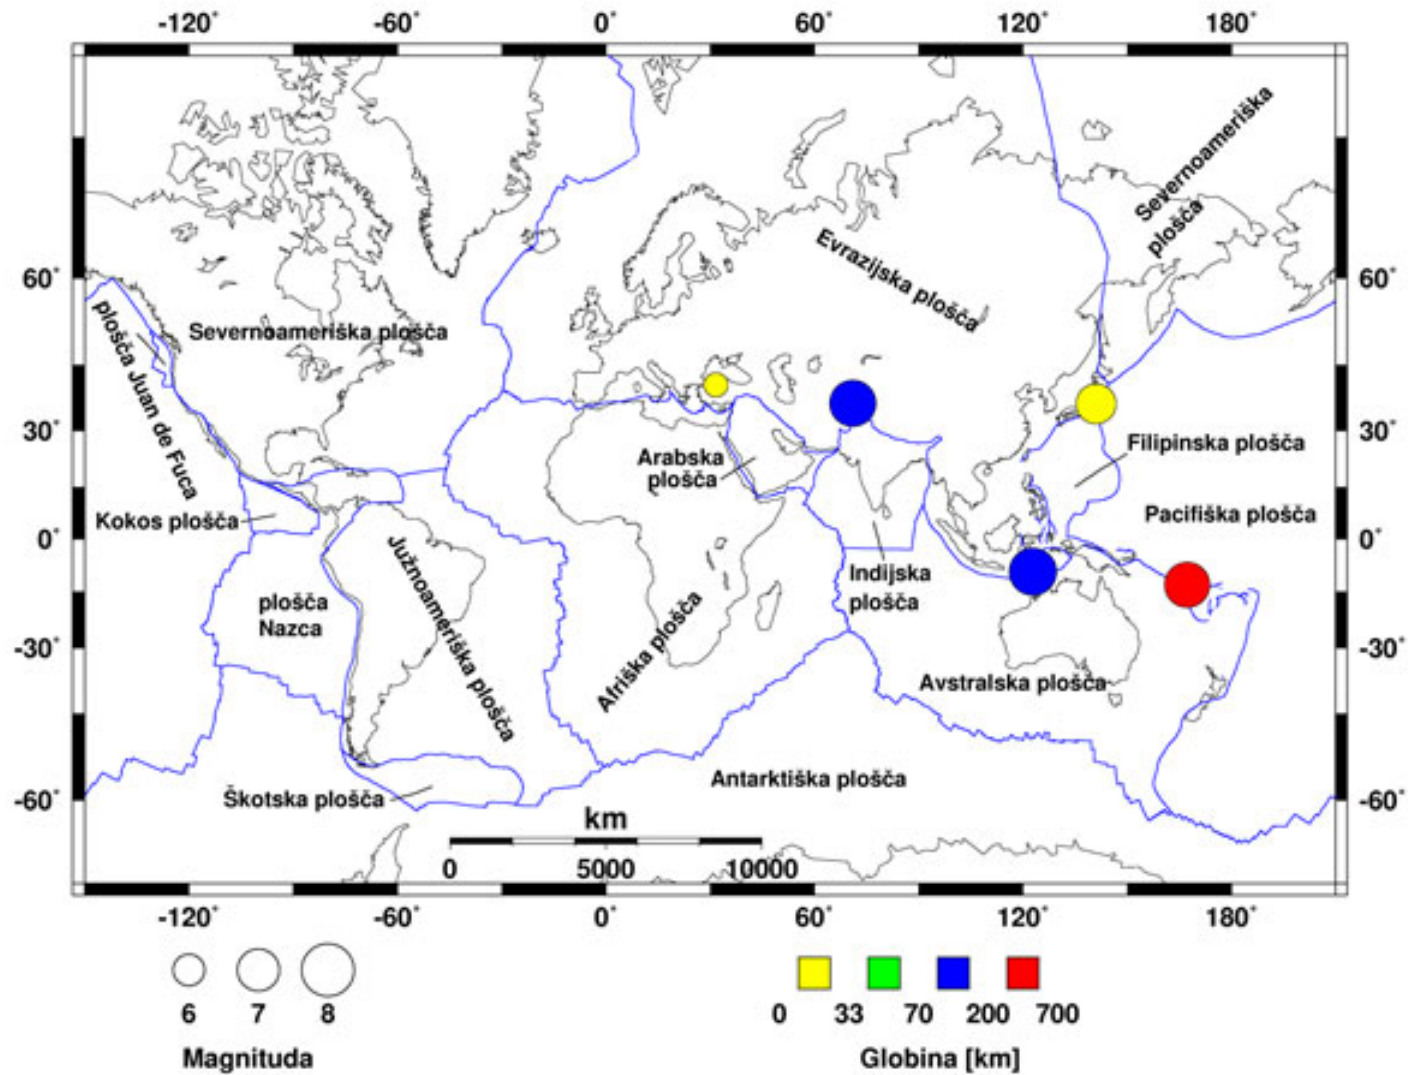 -120° -60° 0° 60° 120° 180°
Severnoameriška
plošča
Evrazijska plošča
60° 60°
plošča Juan de Fuca
Severnoameriška plošča
30° 30°
Filipinska plošča
Arabska
plošča
Pacifiška plošča
Kokos plošča
0° 0°
Južnoameriška plošča
Indijska
plošča
plošča
Nazca
Afriška plošča
-30° -30°
Avstralska plošča
Antarktiška plošča
Škotska plošča
-60° -60°
km
0 5000 10000
-120° -60° 0° 60° 120° 180°
6 7 8
0 33 70 200 700
Magnituda
Globina [km]